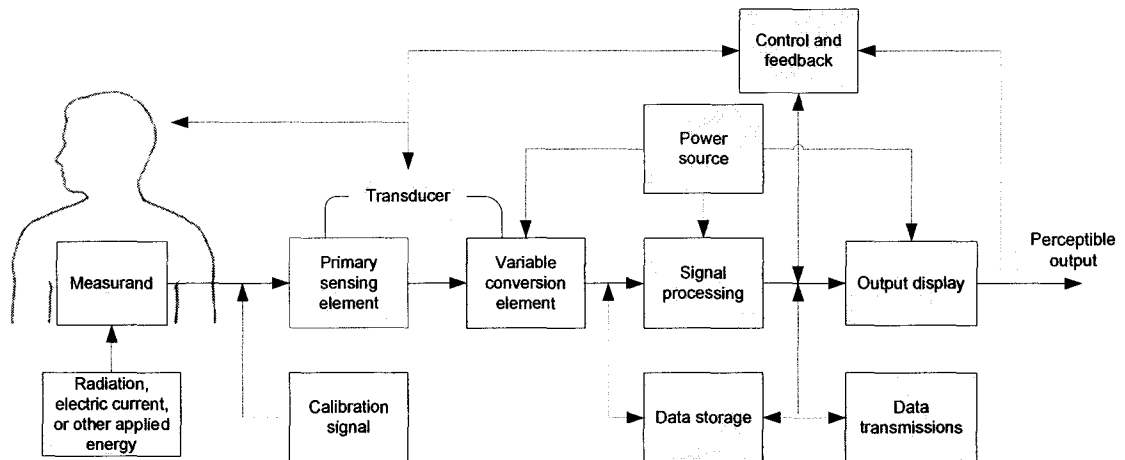 Control and
feedback
Power
source
Transducer
Perceptible
output
Measurand
Primary
sensing
element
Variable
conversion
element
Signal
processing
Output display
Radiation,
electric current,
or other applied
energy
Calibration
signal
Data storage
Data
transmissions